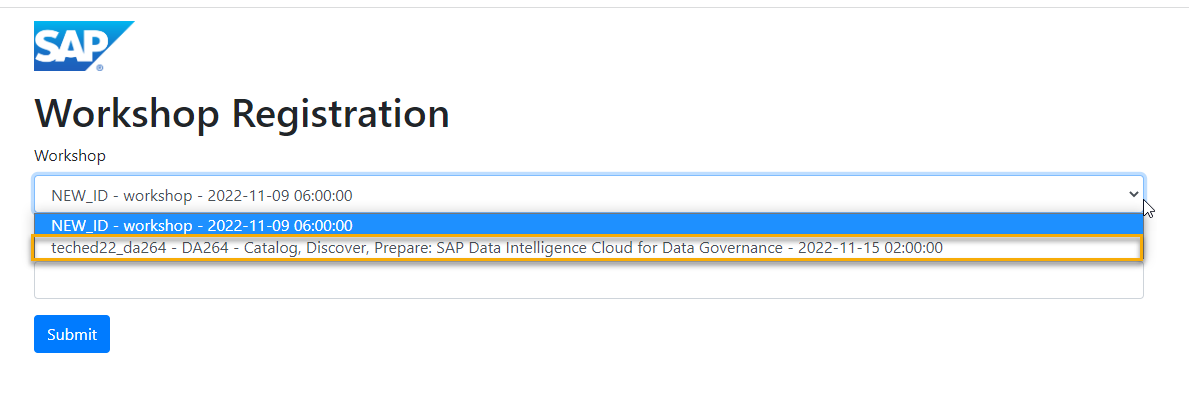 SAP
®
Workshop Registration
Workshop
NEW_ID - workshop - 2022-11-09 06:00:00
NEW_ID - workshop - 2022-11-09 06:00:00
teched22_da264 - DA264 - Catalog, Discover, Prepare: SAP Data Intelligence Cloud for Data Governance - 2022-11-15 02:00:00
Submit